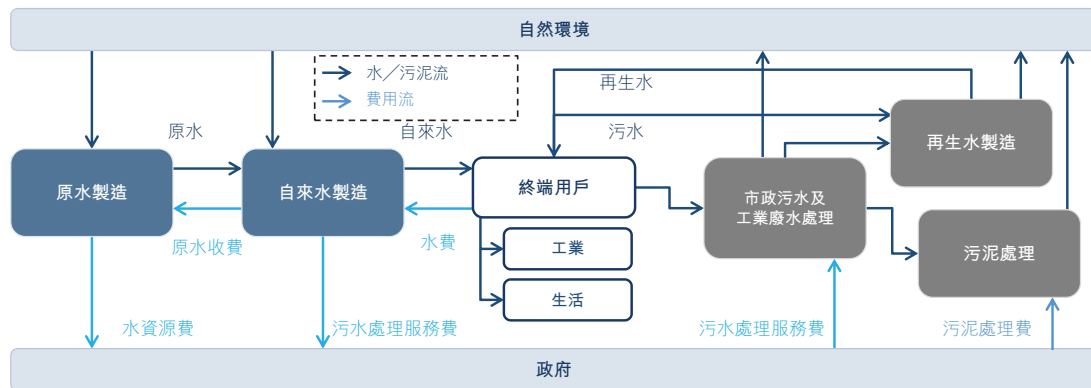 自然環境
水／污泥流
費用流
再生水
原水
自來水
污水
再生水製造
原水製造
自來水製造
終端用戶
市政污水及
工業廢水處理
原水收費
水費
工業
污泥處理
生活
水資源費
污水處理服務費
污水處理服務費
污泥處理費
政府